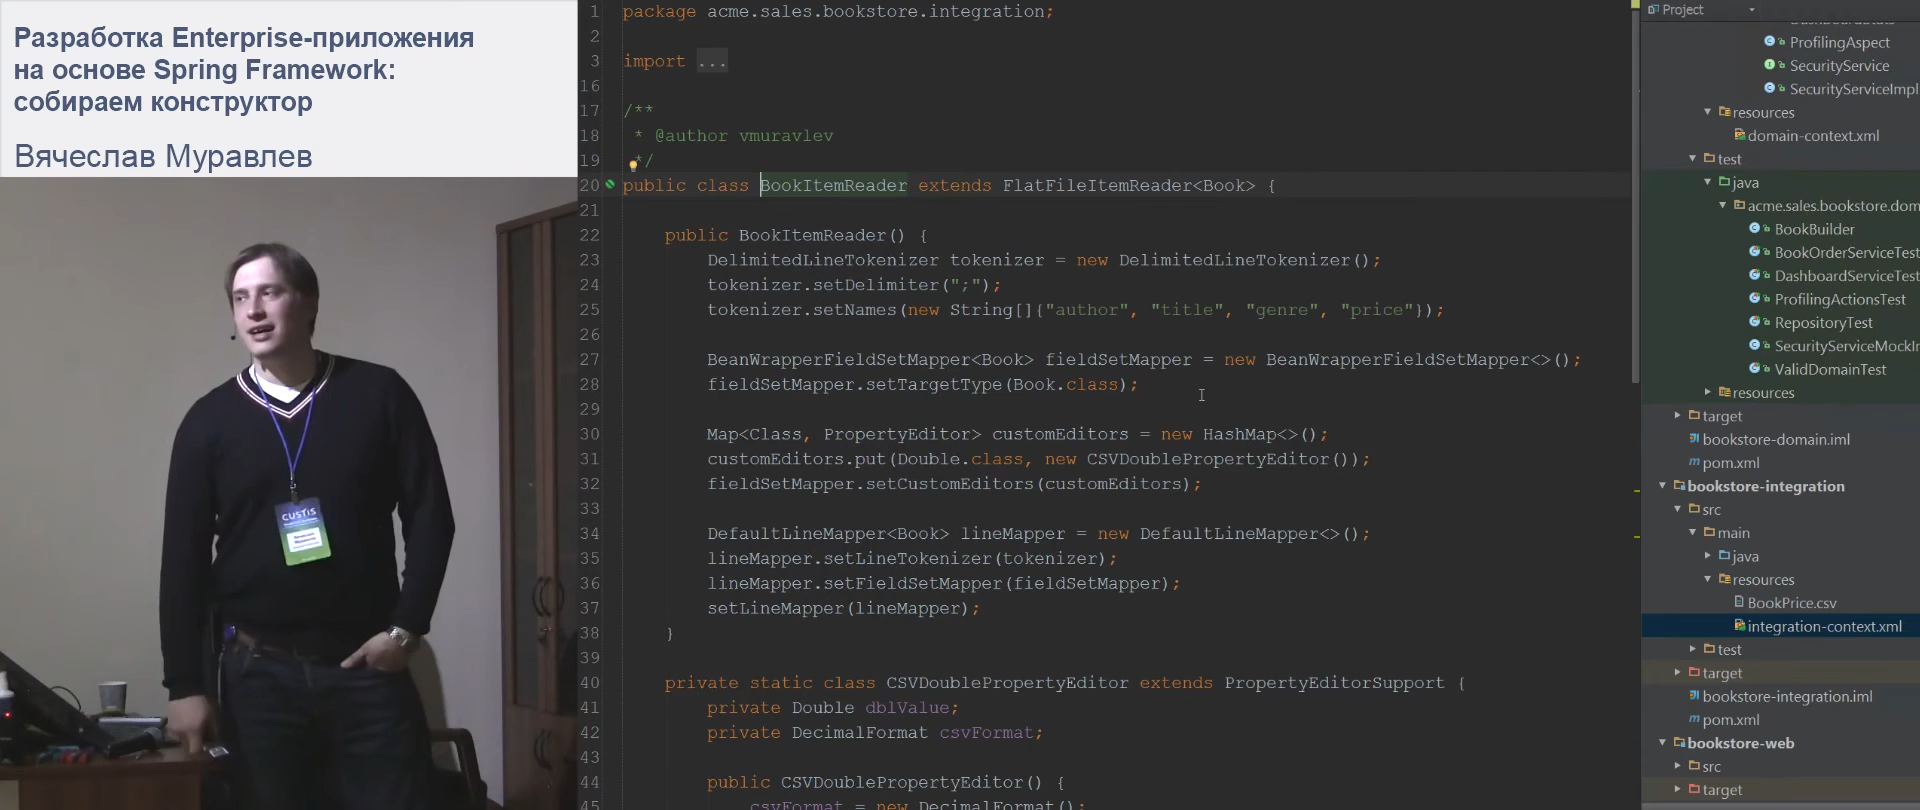 Разработка Enterprise-приложения
на основе Spring Framework:
собираем конструктор
Вячеслав Муравлев
CUSTIS
1 package acme.sales.bookstore.integration;
2
3 import ...
16
17 /**
18 * @author vmuravlev
19 */
20 public class BookItemReader extends FlatFileItemReader<Book> {
21
22 public BookItemReader() {
23 DelimitedLineTokenizer tokenizer = new DelimitedLineTokenizer();
24 tokenizer.setDelimiter(";");
25 tokenizer.setNames(new String[]{"author", "title", "genre", "price"});
26
27 BeanWrapperFieldSetMapper<Book> fieldSetMapper = new BeanWrapperFieldSetMapper<>();
28 fieldSetMapper.setTargetType(Book.class);
29
30 Map<Class, PropertyEditor> customEditors = new HashMap<>();
31 customEditors.put(Double.class, new CSVDoublePropertyEditor());
32 fieldSetMapper.setCustomEditors(customEditors);
33
34 DefaultLineMapper<Book> lineMapper = new DefaultLineMapper<>();
35 lineMapper.setLineTokenizer(tokenizer);
36 lineMapper.setFieldSetMapper(fieldSetMapper);
37 setLineMapper(lineMapper);
38 }
39
40 private static class CSVDoublePropertyEditor extends PropertyEditorSupport {
41 private Double dblValue;
42 private DecimalFormat csvFormat;
43
44 public CSVDoublePropertyEditor() {
45 csvFormat = new DecimalFormat();
Project
DashboardStats
ProfilingAspect
SecurityService
SecurityServiceImpl
resources
domain-context.xml
test
java
acme.sales.bookstore.dom
BookBuilder
BookOrderServiceTest
DashboardServiceTest
ProfilingActionsTest
RepositoryTest
SecurityServiceMockIm
ValidDomainTest
resources
target
bookstore-domain.iml
pom.xml
bookstore-integration
src
main
java
resources
BookPrice.csv
integration-context.xml
test
target
bookstore-integration.iml
pom.xml
bookstore-web
src
target